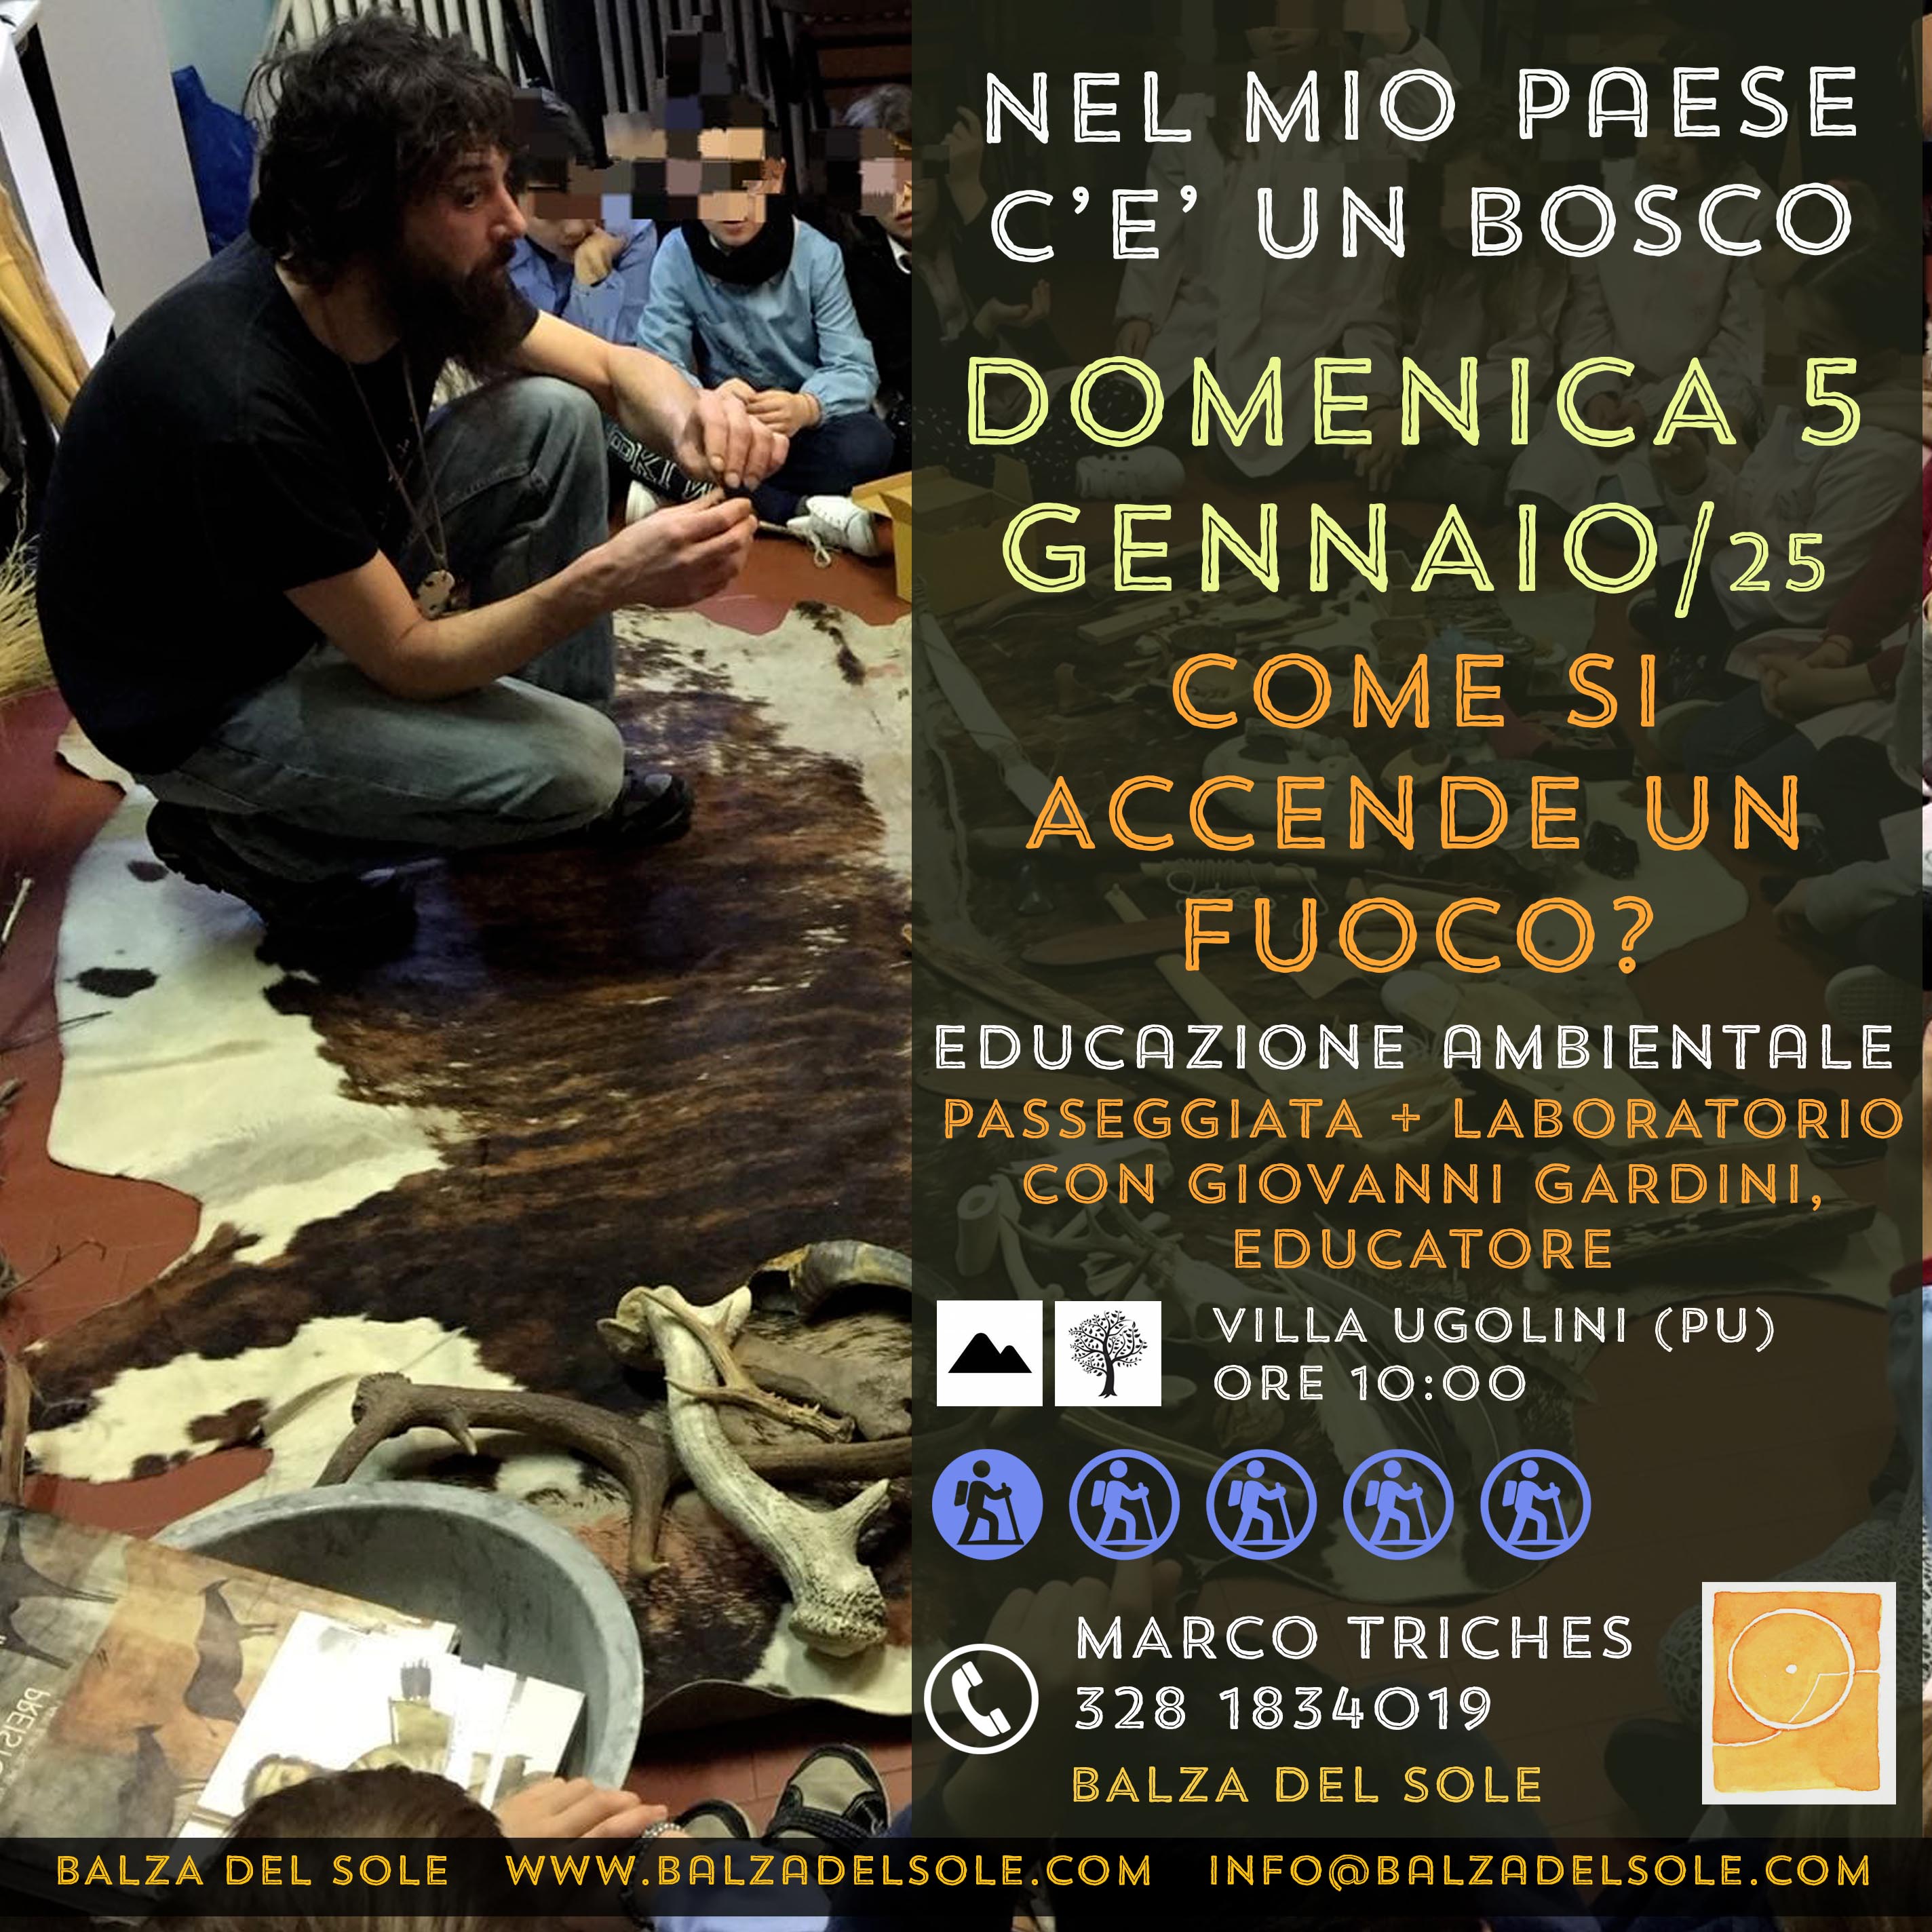 NEL MIO PAESE
C'E' UN BOSCO
DOMENICA 5
GENNAIO/25
COME SI
ACCENDE UN
FUOCO?
EDUCAZIONE AMBIENTALE
PASSEGGIATA + LABORATORIO
CON GIOVANNI GARDINI,
EDUCATORE
VILLA UGOLINI (PU)
ORE 10:00
MARCO TRICHES
328 1834019
BALZA DEL SOLE
BALZA DEL SOLE WWW.BALZADELSOLE.COM INFO@BALZADELSOLE.COM